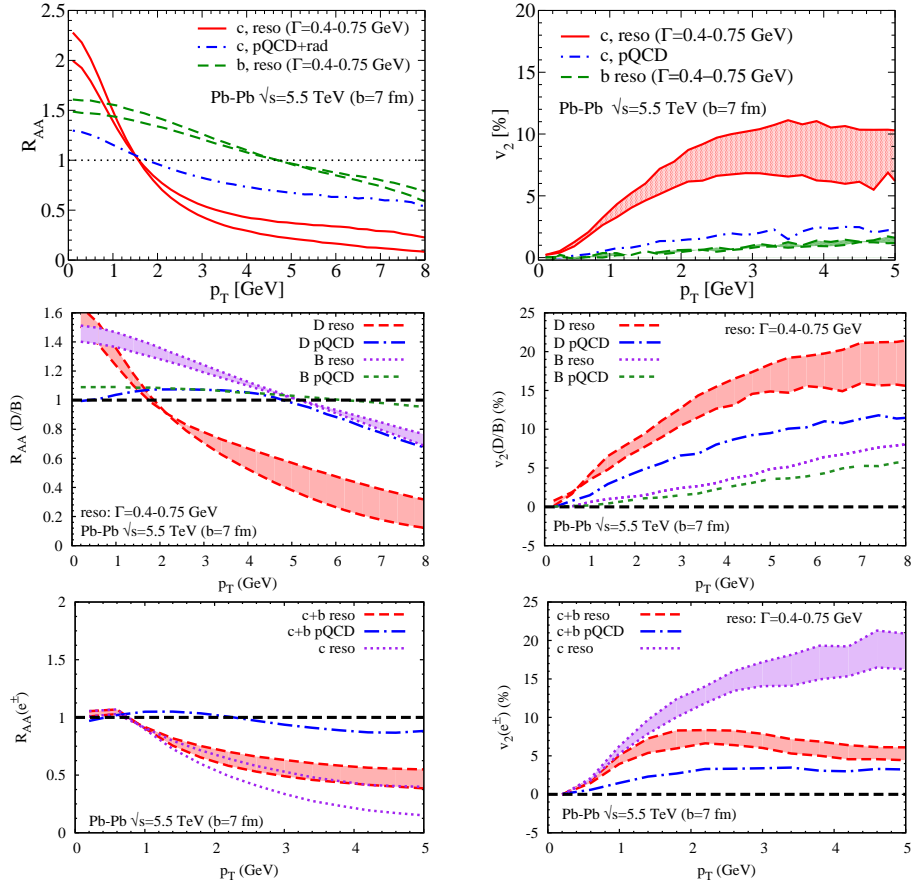 c, reso (Γ=0.4-0.75 GeV)
c, pQCD+rad
b, reso (Γ=0.4-0.75 GeV)
Pb-Pb √s=5.5 TeV (b=7 fm)
R_AA
2.5
2
1.5
1
0.5
0
0 1 2 3 4 5 6 7 8
p_T [GeV]
c, reso (Γ=0.4-0.75 GeV)
c, pQCD
b reso (Γ=0.4−0.75 GeV)
Pb-Pb √s=5.5 TeV (b=7 fm)
v_2 [%]
20
15
10
5
0
0 1 2 3 4 5
p_T [GeV]
D reso
D pQCD
B reso
B pQCD
R_AA (D/B)
1.6
1.4
1.2
1
0.8
0.6
0.4
0.2
0
reso: Γ=0.4-0.75 GeV
Pb-Pb √s=5.5 TeV (b=7 fm)
0 1 2 3 4 5 6 7 8
p_T (GeV)
D reso
D pQCD
B reso
B pQCD
reso: Γ=0.4-0.75 GeV
v_2(D/B) (%)
25
20
15
10
5
0
-5
Pb-Pb √s=5.5 TeV (b=7 fm)
0 1 2 3 4 5 6 7 8
p_T (GeV)
c+b reso
c+b pQCD
c reso
R_AA(e^±)
2
1.5
1
0.5
0
Pb-Pb √s=5.5 TeV (b=7 fm)
0 1 2 3 4 5
p_T (GeV)
c+b reso
c+b pQCD
c reso
reso: Γ=0.4-0.75 GeV
v_2(e^±) (%)
25
20
15
10
5
0
-5
Pb-Pb √s=5.5 TeV (b=7 fm)
0 1 2 3 4 5
p_T (GeV)